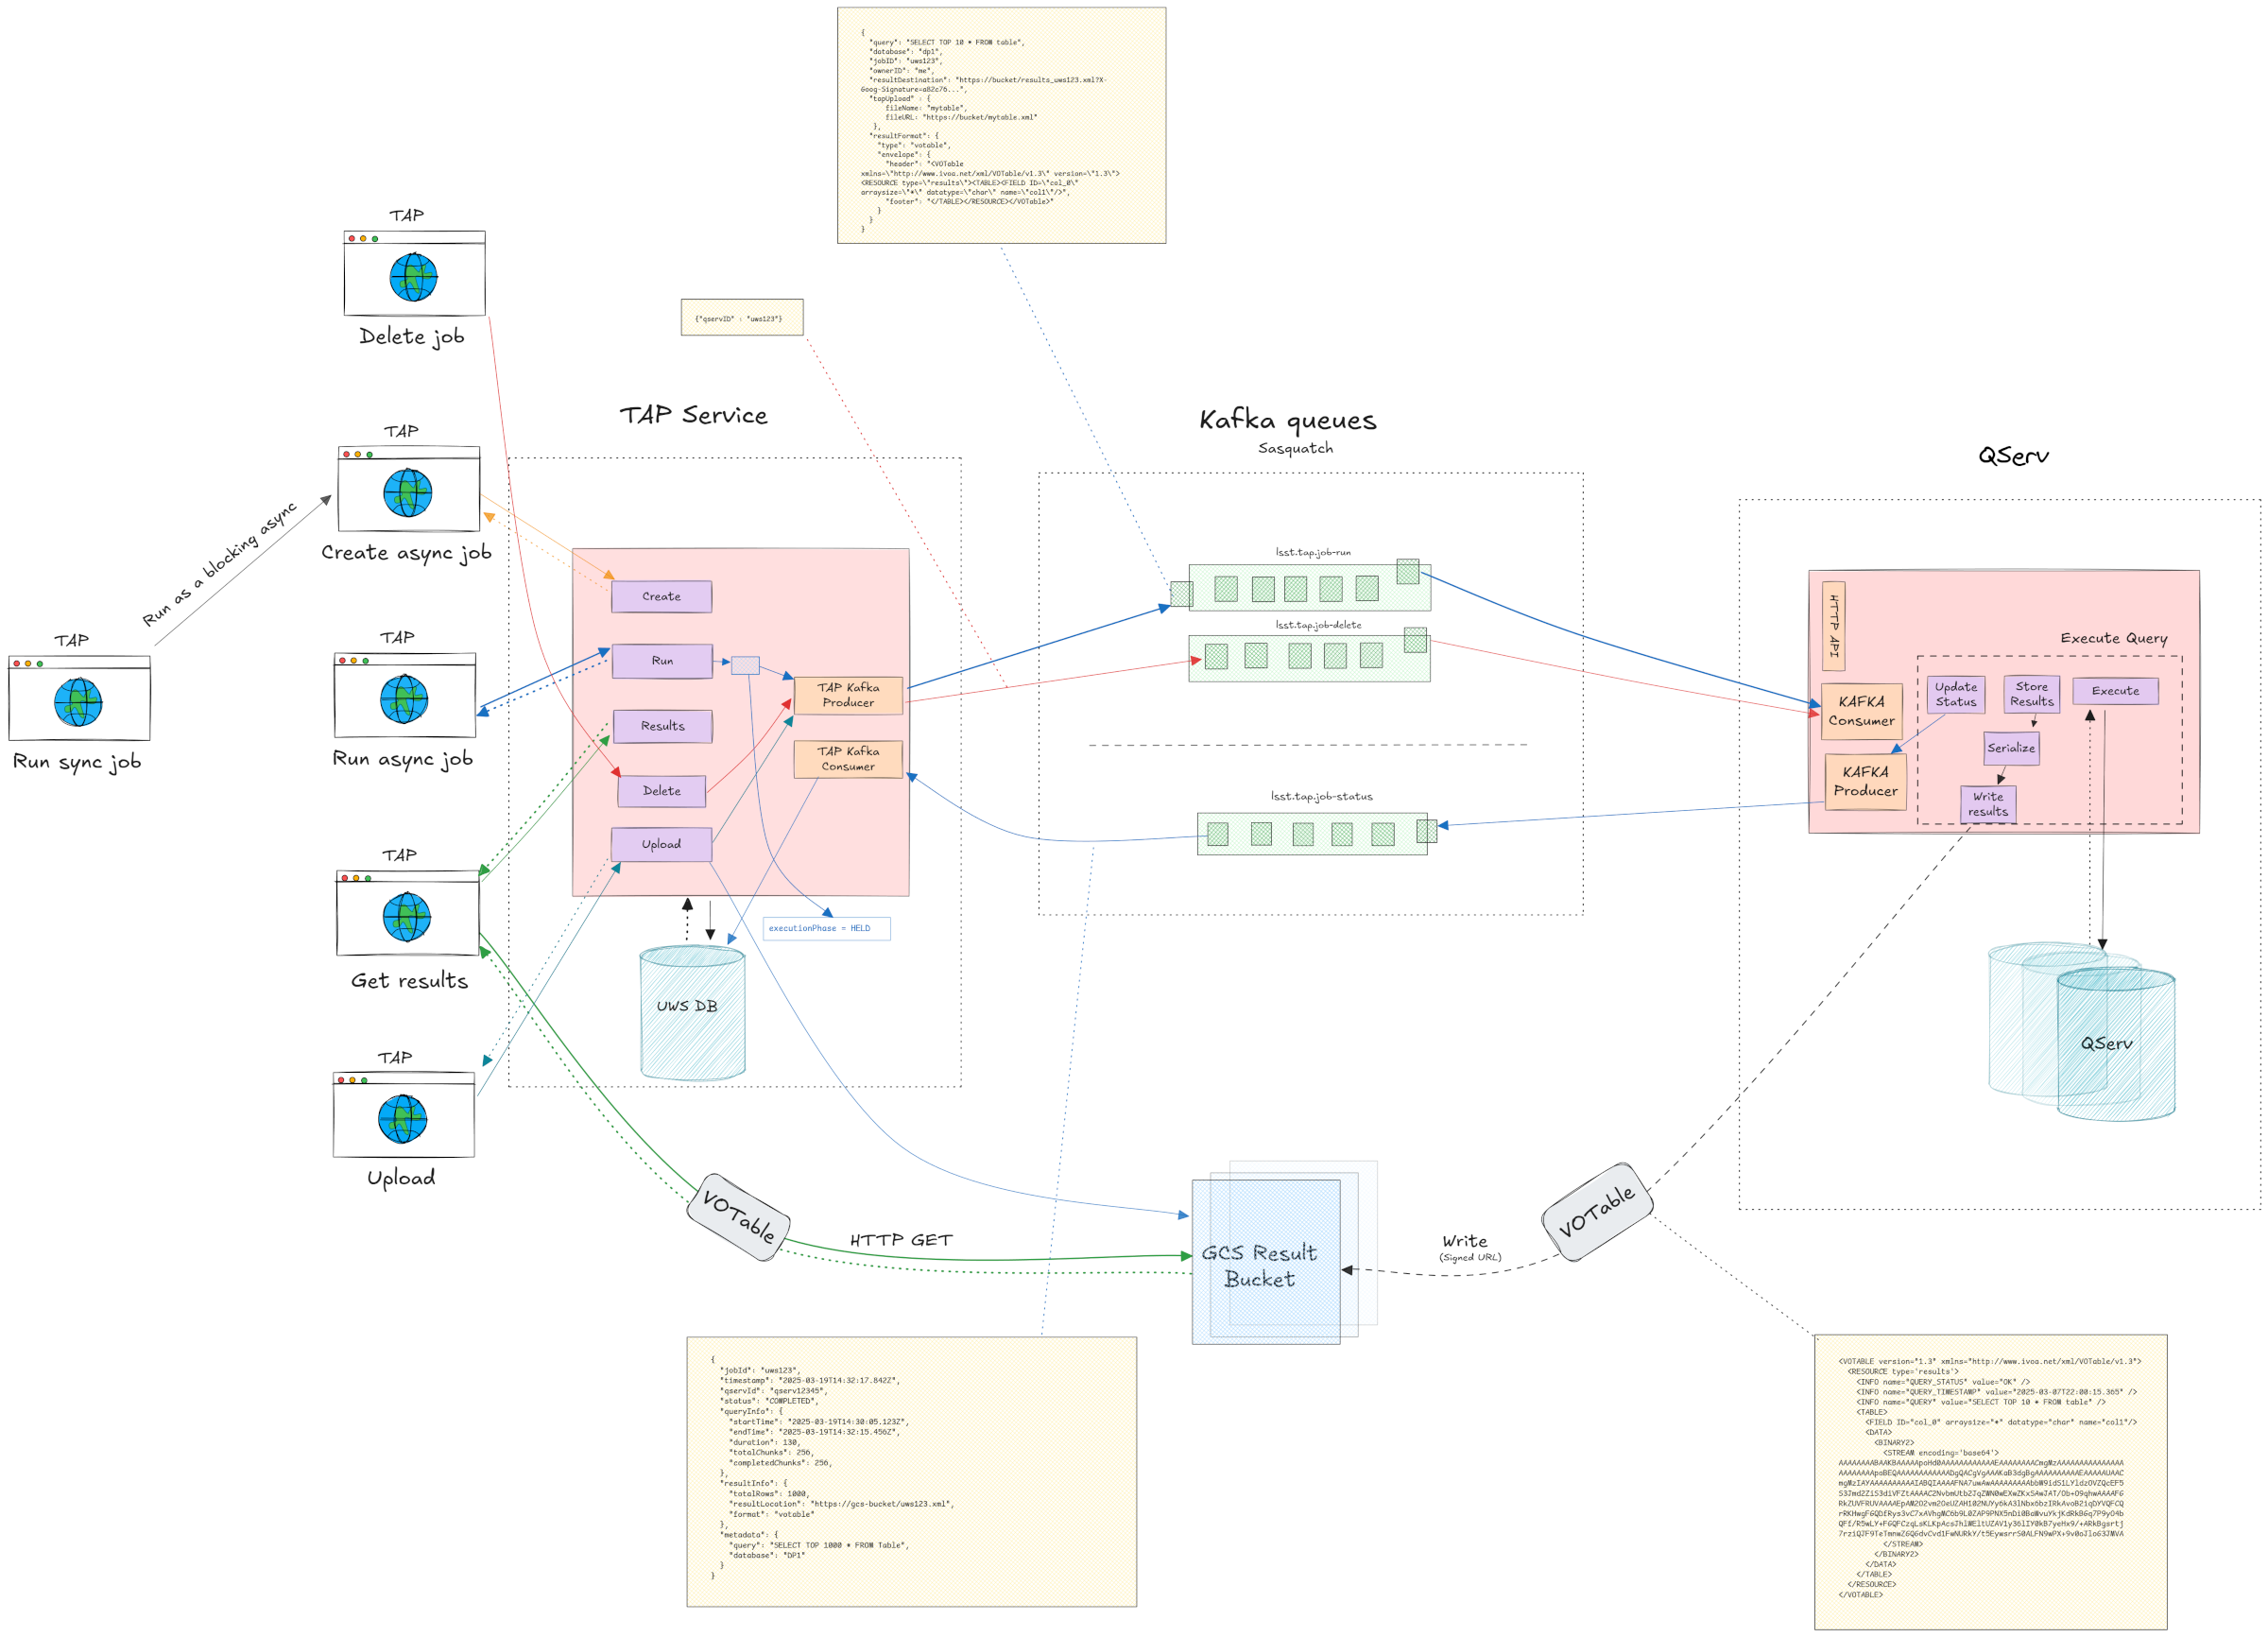 {
"query": "SELECT TOP 10 * FROM table",
"database": "dp1",
"jobID": "uws123",
"ownerID": "me",
"resultDestination": "https://bucket/results_uws123.xml?X-
Goog-Signature=a82c76...",
"tapUpload" : {
fileName: "mytable",
fileURL: "https://bucket/mytable.xml"
},
"resultFormat": {
"type": "votable",
"envelope": {
"header": "<VOTable
xmlns=\"http://www.ivoa.net/xml/VOTable/v1.3\" version=\"1.3\">
<RESOURCE type=\"results\"><TABLE><FIELD ID=\"col_0\"
arraysize=\"*\" datatype=\"char\" name=\"col1\"/>",
"footer": "</TABLE></RESOURCE></VOTable>"
}
}
}
TAP
Delete job
{"qservID" : "uws123"}
TAP Service
Kafka queues
Sasquatch
QServ
TAP
Create async job
Run as a blocking async
TAP
Run sync job
TAP
Run async job
TAP
Get results
TAP
Upload
Create
Run
Results
Delete
Upload
TAP Kafka
Producer
TAP Kafka
Consumer
executionPhase = HELD
UWS DB
lsst.tap.job-run
lsst.tap.job-delete
lsst.tap.job-status
HTTP API
Execute Query
KAFKA
Consumer
KAFKA
Producer
Update
Status
Store
Results
Execute
Serialize
Write
results
QServ
VOTable
HTTP GET
GCS Result
Bucket
Write
(Signed URL)
VOTable
{
"jobId": "uws123",
"timestamp": "2025-03-19T14:32:17.842Z",
"qservId": "qserv12345",
"status": "COMPLETED",
"queryInfo": {
"startTime": "2025-03-19T14:30:05.123Z",
"endTime": "2025-03-19T14:32:15.456Z",
"duration": 130,
"totalChunks": 256,
"completedChunks": 256,
},
"resultInfo": {
"totalRows": 1000,
"resultLocation": "https://gcs-bucket/uws123.xml",
"format": "votable"
},
"metadata": {
"query": "SELECT TOP 1000 * FROM Table",
"database": "DP1"
}
}
<VOTABLE version="1.3" xmlns="http://www.ivoa.net/xml/VOTable/v1.3">
<RESOURCE type='results'>
<INFO name="QUERY_STATUS" value="OK" />
<INFO name="QUERY_TIMESTAMP" value="2025-03-07T22:00:15.365" />
<INFO name="QUERY" value="SELECT TOP 10 * FROM table" />
<TABLE>
<FIELD ID="col_0" arraysize="*" datatype="char" name="col1"/>
<DATA>
<BINARY2>
<STREAM encoding='base64'>
</STREAM>
</BINARY2>
</DATA>
</TABLE>
</RESOURCE>
</VOTABLE>